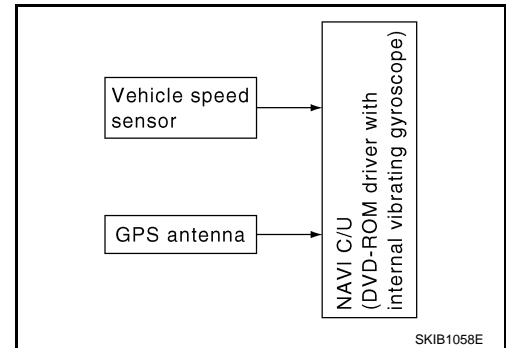 Vehicle speed
sensor
GPS antenna
NAVI C/U
(DVD-ROM driver with
internal vibrating gyroscope)
SKIB1058E